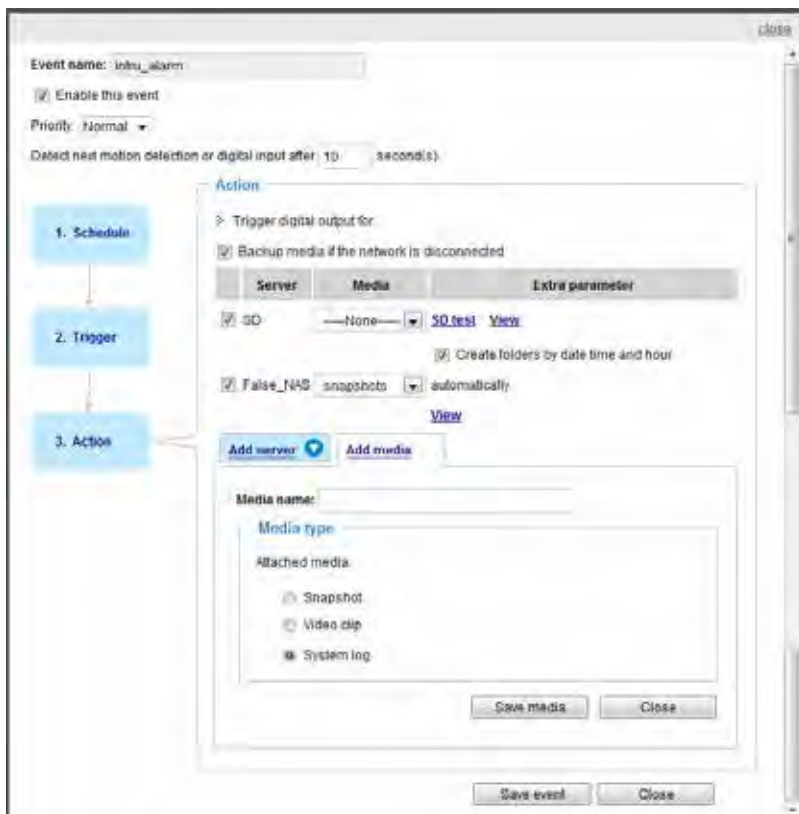 close
Event name: intru_alarm
Enable this event
Priority: Normal
Detect next motion detection or digital input after 10 second(s).
Action
1. Schedule
2. Trigger
3. Action
Trigger digital output for
Backup media if the network is disconnected
Server Media Extra parameter
SD ----None---- SD test View
Create folders by date time and hour
False_NAS snapshots automatically
View
Add server Add media
Media name:
Media type
Attached media:
Snapshot
Video clip
System log
Save media Close
Save event Close